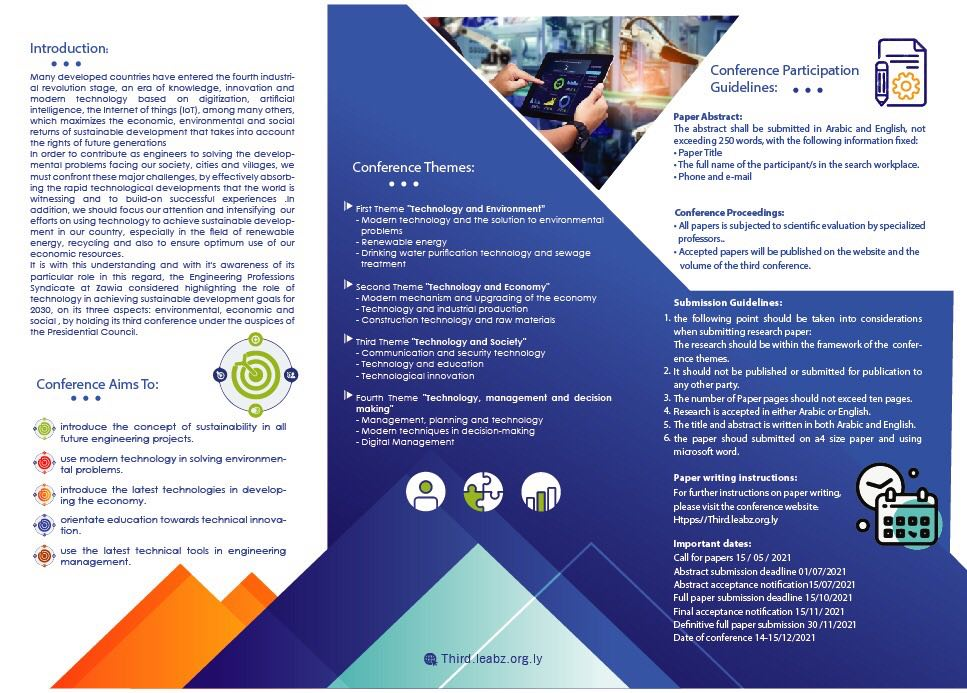 Introduction:
Many developed countries have entered the fourth industri-
al revolution stage, an era of knowledge, innovation and
modern technology based on digitization, artificial
intelligence, the Internet of things (IoT), among many others,
which maximizes the economic, environmental and social
returns of sustainable development that takes into account
the rights of future generations
In order to contribute as engineers to solving the develop-
mental problems facing our society, cities and villages, we
must confront these major challenges, by effectively absorb-
ing the rapid technological developments that the world is
witnessing and to build-on successful experiences .In
addition, we should focus our attention and intensifying our
efforts on using technology to achieve sustainable develop-
ment in our country, especially in the field of renewable
energy, recycling and also to ensure optimum use of our
economic resources.
It is with this understanding and with it's awareness of its
particular role in this regard, the Engineering Professions
Syndicate at Zawia considered highlighting the role of
technology in achieving sustainable development goals for
2030, on its three aspects: environmental, economic and
social , by holding its third conference under the auspices of
the Presidential Council.
Conference Aims To:
introduce the concept of sustainability in all
future engineering projects.
use modern technology in solving environmen-
tal problems.
introduce the latest technologies in develop-
ing the economy.
orientate education towards technical innova-
tion.
use the latest technical tools in engineering
management.
Conference Themes:
First Theme "Technology and Environment"
- Modern technology and the solution to environmental
problems
- Renewable energy
- Drinking water purification technology and sewage
treatment
Second Theme "Technology and Economy"
- Modern mechanism and upgrading of the economy
- Technology and industrial production
- Construction technology and raw materials
Third Theme "Technology and Society"
- Communication and security technology
- Technology and education
- Technological innovation
Fourth Theme "Technology, management and decision
making"
- Management, planning and technology
- Modern techniques in decision-making
- Digital Management
Third.leabz.org.ly
Conference Participation
Guidelines:
Paper Abstract:
The abstract shall be submitted in Arabic and English, not
exceeding 250 words, with the following information fixed:
• Paper Title
• The full name of the participant/s in the search workplace.
• Phone and e-mail
Conference Proceedings:
• All papers is subjected to scientific evaluation by specialized
professors..
• Accepted papers will be published on the website and the
volume of the third conference.
Submission Guidelines:
1. the following point should be taken into considerations
when submitting research paper:
The research should be within the framework of the confer-
ence themes.
2. It should not be published or submitted for publication to
any other party.
3. The number of Paper pages should not exceed ten pages.
4. Research is accepted in either Arabic or English.
5. The title and abstract is written in both Arabic and English.
6. the paper shoud submitted on a4 size paper and using
microsoft word.
Paper writing instructions:
For further instructions on paper writing,
please visit the conference website:
Htpps//Third.leabz.org.ly
Important dates:
Call for papers 15 / 05 / 2021
Abstract submission deadline 01/07/2021
Abstract acceptance notification15/07/2021
Full paper submission deadline 15/10/2021
Final acceptance notification 15/11/ 2021
Definitive full paper submission 30 /11/2021
Date of conference 14-15/12/2021